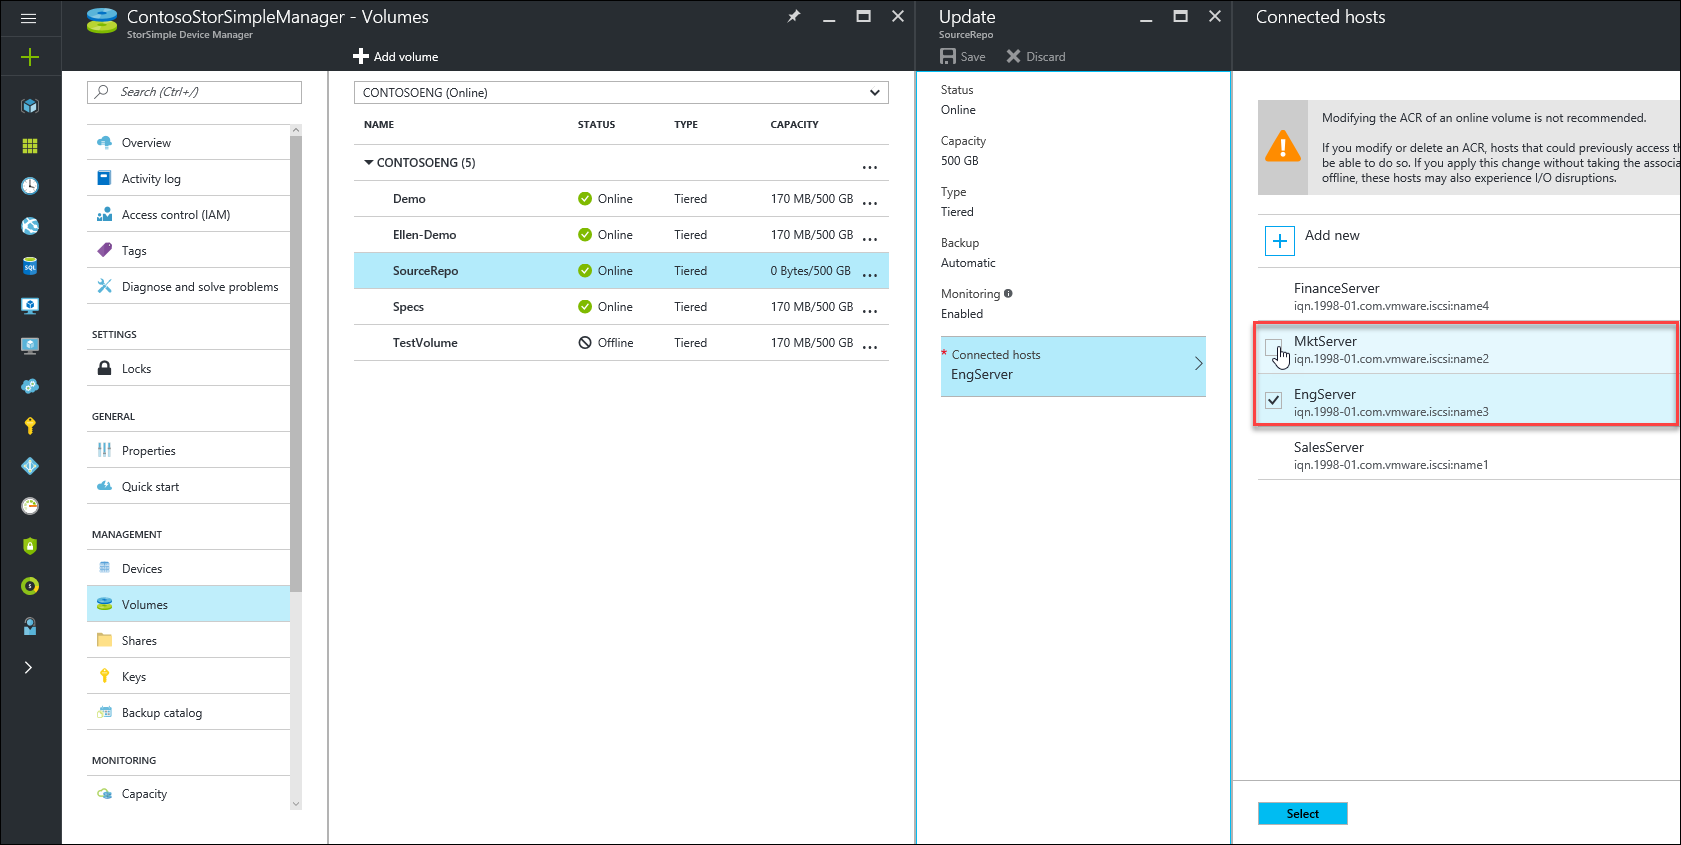 ContosoStorSimpleManager - Volumes
StorSimple Device Manager
Add volume
Search (Ctrl+/)
Overview
Activity log
Access control (IAM)
Tags
Diagnose and solve problems
SETTINGS
Locks
GENERAL
Properties
Quick start
MANAGEMENT
Devices
Volumes
Shares
Keys
Backup catalog
MONITORING
Capacity
CONTOSOENG (Online)
NAME STATUS TYPE CAPACITY
CONTOSOENG (5) ...
Demo Online Tiered 170 MB/500 GB ...
Ellen-Demo Online Tiered 170 MB/500 GB ...
SourceRepo Online Tiered 0 Bytes/500 GB ...
Specs Online Tiered 170 MB/500 GB ...
TestVolume Offline Tiered 170 MB/500 GB ...
Update
SourceRepo
Save Discard
Status
Online
Capacity
500 GB
Type
Tiered
Backup
Automatic
Monitoring
Enabled
* Connected hosts
EngServer
Connected hosts
Modifying the ACR of an online volume is not recommended.
If you modify or delete an ACR, hosts that could previously access th
be able to do so. If you apply this change without taking the associa
offline, these hosts may also experience I/O disruptions.
Add new
FinanceServer
iqn.1998-01.com.vmware.iscsi:name4
MktServer
iqn.1998-01.com.vmware.iscsi:name2
EngServer
iqn.1998-01.com.vmware.iscsi:name3
SalesServer
iqn.1998-01.com.vmware.iscsi:name1
Select
SQL